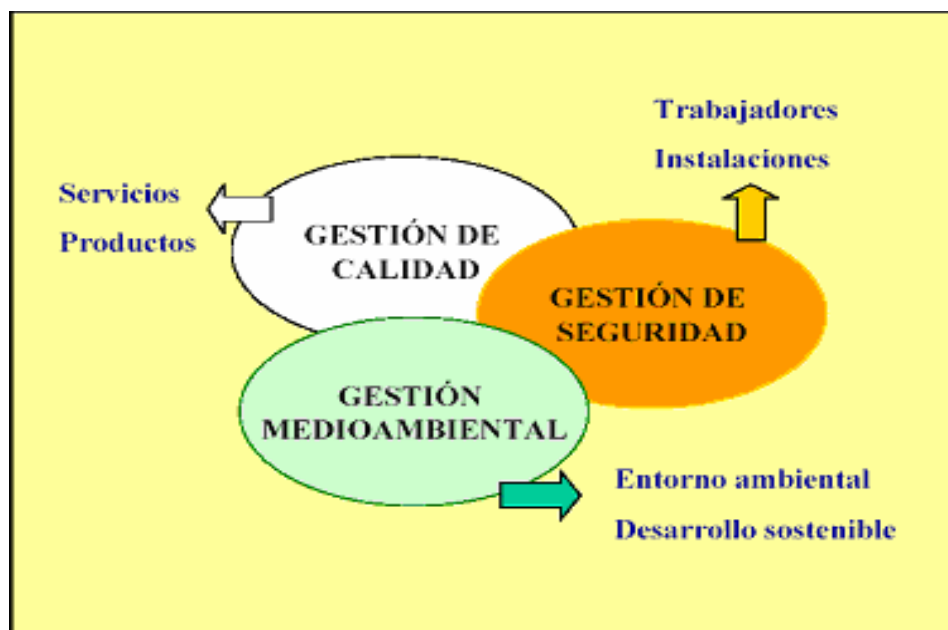 Trabajadores
Instalaciones
Servicios
Productos
GESTIÓN DE
CALIDAD
GESTIÓN DE
SEGURIDAD
GESTIÓN
MEDIOAMBIENTAL
Entorno ambiental
Desarrollo sostenible